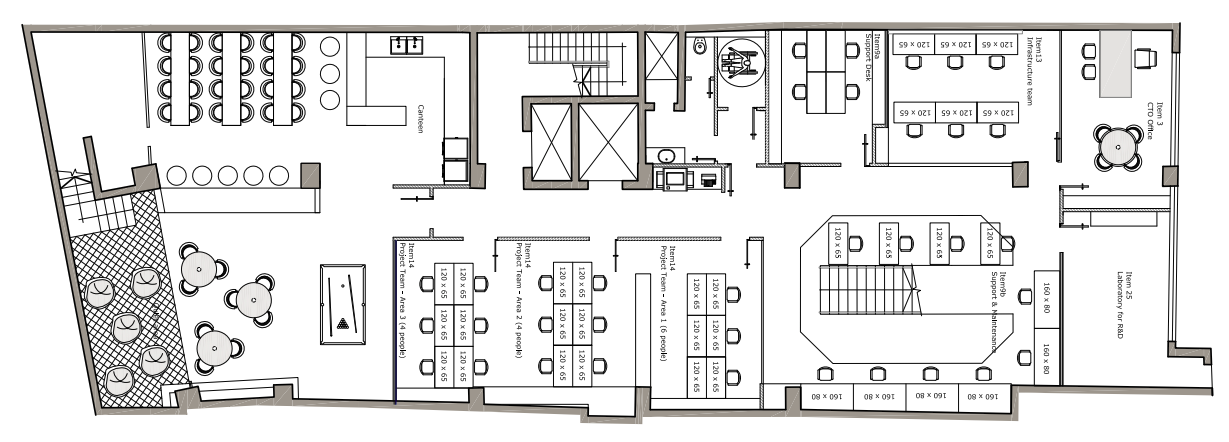 Canteen
Item9a
Support Desk
120 x 65
120 x 65
120 x 65
120 x 65
120 x 65
120 x 65
Item13
Infrastructure team
Item 3
CTO Office
Item14
Project Team – Area 3 (4 people)
120 x 65
120 x 65
120 x 65
120 x 65
120 x 65
120 x 65
Item14
Project Team – Area 2 (4 people)
120 x 65
120 x 65
120 x 65
120 x 65
120 x 65
120 x 65
Item14
Project Team – Area 1 (6 people)
120 x 65
120 x 65
120 x 65
120 x 65
120 x 65
120 x 65
120 x 65
120 x 65
120 x 65
120 x 65
Item9b
Support & Maintenance
160 x 80
160 x 80
160 x 80
160 x 80
160 x 80
160 x 80
Item 25
Laboratory for R&D